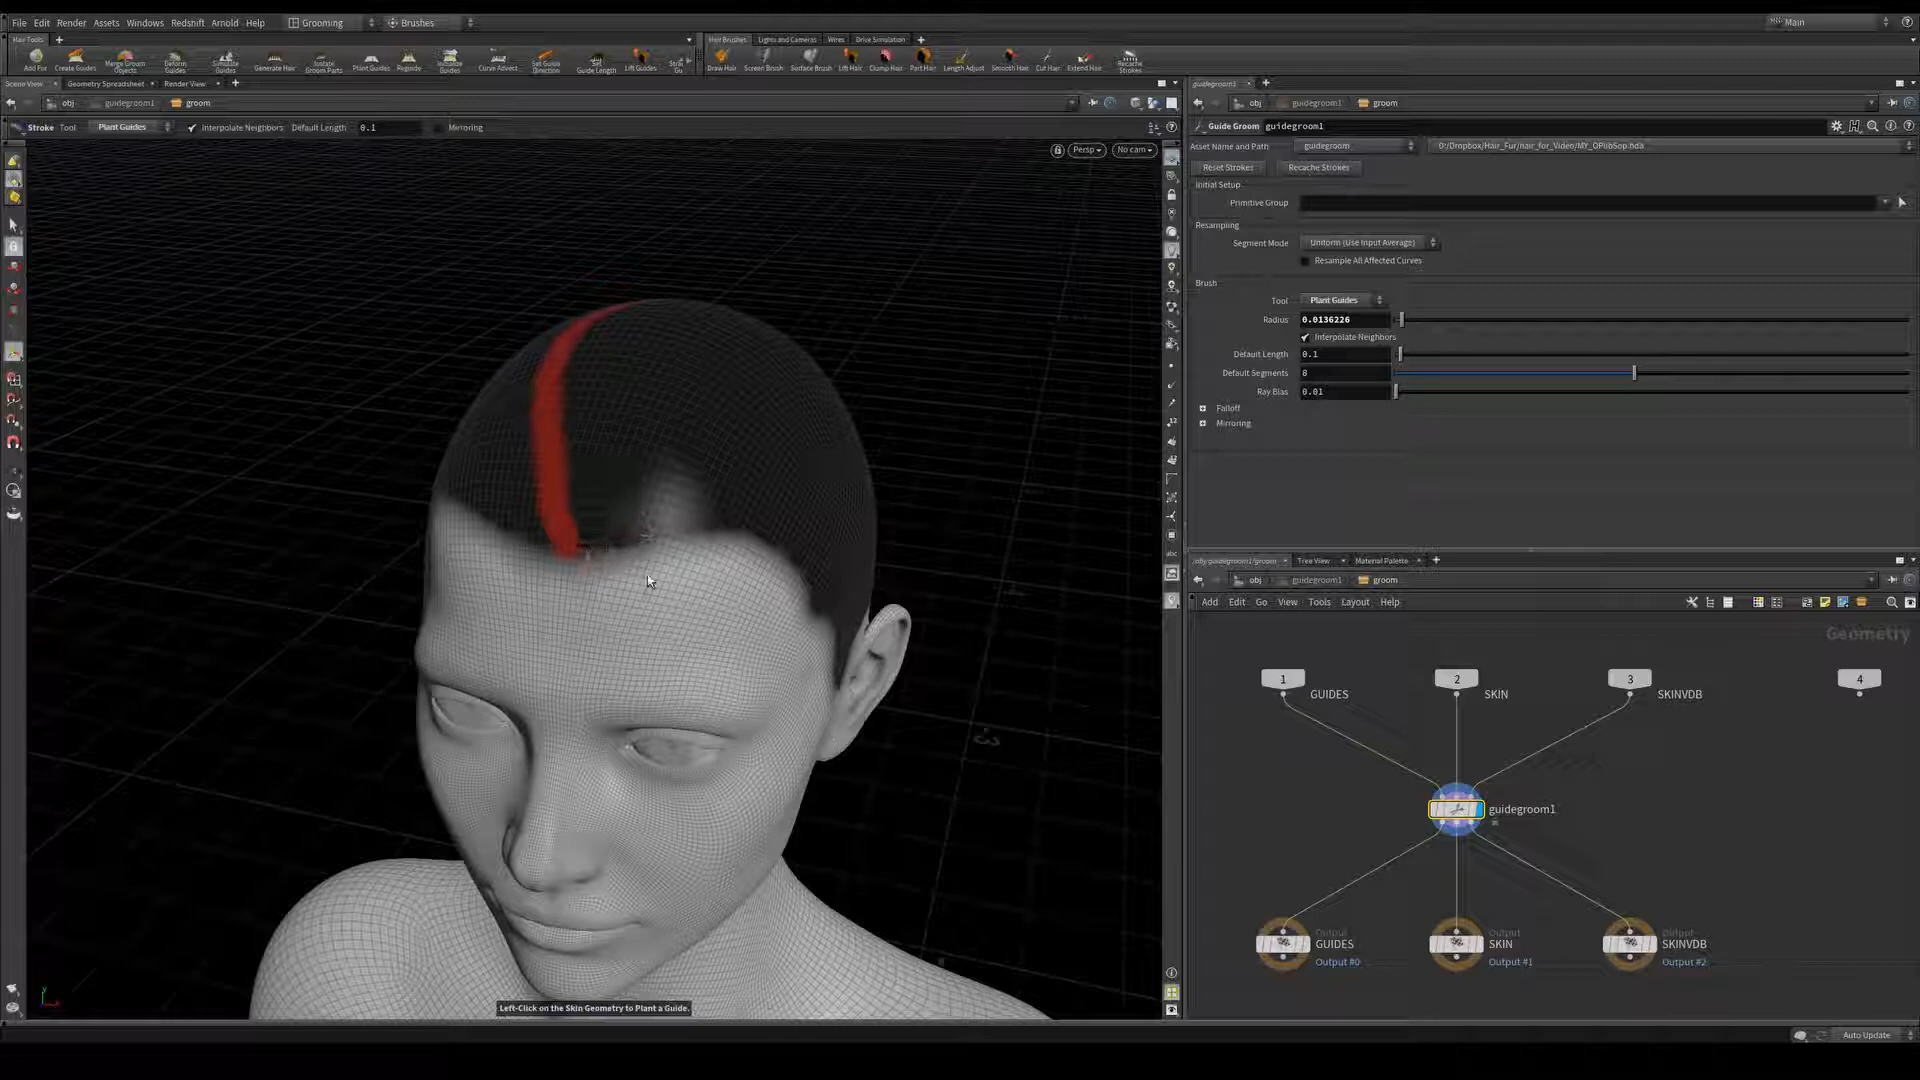 File Edit Render Assets Windows Redshift Arnold Help Grooming Brushes Main
Hair Tools Hair Brushes Lights and Cameras Wires Drive Simulation
Add Fur Create Guides Merge Groom Objects Deform Guides Simulate Guides Generate Hair Isolate Groom Parts Plant Guides Reguide Initialize Guides Curve Advect Set Guide Direction Set Guide Length Lift Guides Draw Hair Screen Brush Surface Brush Lift Hair Clump Hair Part Hair Length Adjust Smooth Hair Cut Hair Extend Hair Recache Strokes
Scene View Geometry Spreadsheet Render View guidegroom1
obj guidegroom1 groom obj guidegroom1 groom
Stroke Tool Plant Guides Interpolate Neighbors Default Length 0.1 Mirroring
Guide Groom guidegroom1
Asset Name and Path guidegroom D:/Dropbox/Hair_Fur/hair_for_Video/MY_OPlibSop.hda
Persp No cam
Reset Strokes Recache Strokes
Initial Setup
Primitive Group
Resampling
Segment Mode Uniform (Use Input Average)
Resample All Affected Curves
Brush
Tool Plant Guides
Radius 0.0136226
Interpolate Neighbors
Default Length 0.1
Default Segments 8
Ray Bias 0.01
Falloff
Mirroring
/obj/guidegroom1/groom Tree View Material Palette
obj guidegroom1 groom
Add Edit Go View Tools Layout Help
Geometry
1 GUIDES 2 SKIN 3 SKINVDB 4
guidegroom1
Output GUIDES Output #0
Output SKIN Output #1
Output SKINVDB Output #2
abc
Left-Click on the Skin Geometry to Plant a Guide.
Auto Update